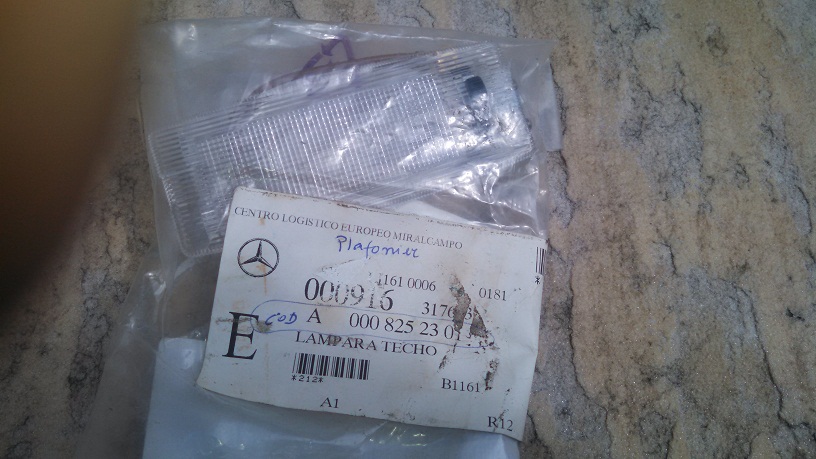 CENTRO LOGISTICO EUROPEO MIRALCAMPO
Plafonier
1161 0006 0181
000916
COD A 000 825 23 01
E
LAMPARA TECHO
*212*
B1161
A1
R12